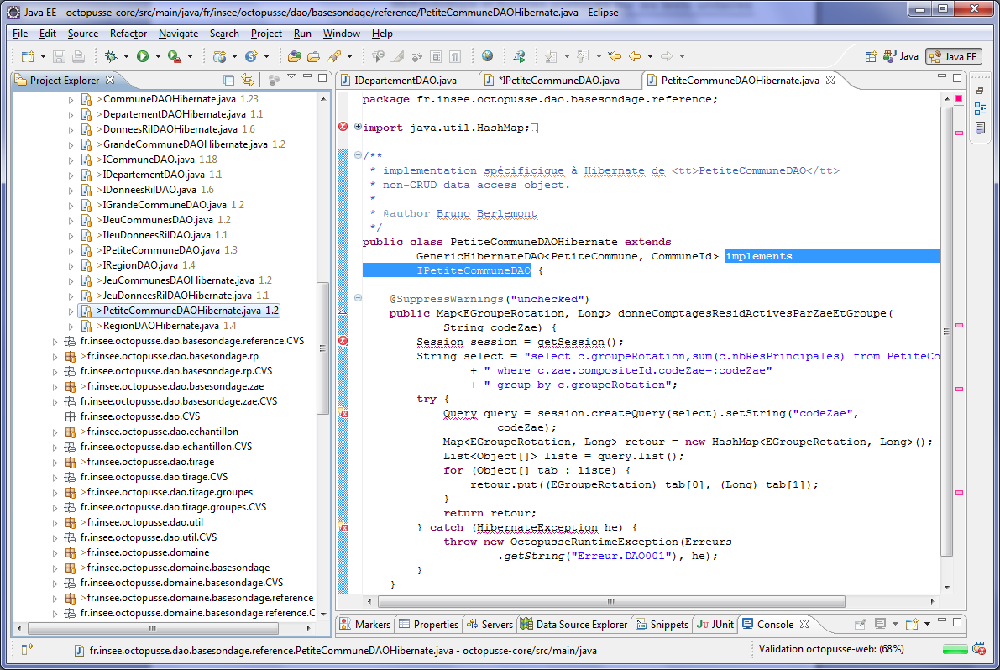 Java EE - octopusse-core/src/main/java/fr/insee/octopusse/dao/basesondage/reference/PetiteCommuneDAOHibernate.java - Eclipse
File Edit Source Refactor Navigate Search Project Run Window Help
Java Java EE
Project Explorer
IDepartementDAO.java *IPetiteCommuneDAO.java PetiteCommuneDAOHibernate.java
>CommuneDAOHibernate.java 1.23
>DepartementDAOHibernate.java 1.1
>DonneesRilDAOHibernate.java 1.6
>GrandeCommuneDAOHibernate.java 1.2
>ICommuneDAO.java 1.18
>IDepartementDAO.java 1.1
>IDonneesRilDAO.java 1.6
>IGrandeCommuneDAO.java 1.2
>IJeuCommunesDAO.java 1.2
>IJeuDonneesRilDAO.java 1.1
>IPetiteCommuneDAO.java 1.3
>IRegionDAO.java 1.4
>JeuCommunesDAOHibernate.java 1.2
>JeuDonneesRilDAOHibernate.java 1.1
>PetiteCommuneDAOHibernate.java 1.2
>RegionDAOHibernate.java 1.4
fr.insee.octopusse.dao.basesondage.reference.CVS
>fr.insee.octopusse.dao.basesondage.rp
fr.insee.octopusse.dao.basesondage.rp.CVS
>fr.insee.octopusse.dao.basesondage.zae
fr.insee.octopusse.dao.basesondage.zae.CVS
fr.insee.octopusse.dao.CVS
>fr.insee.octopusse.dao.echantillon
fr.insee.octopusse.dao.echantillon.CVS
>fr.insee.octopusse.dao.tirage
fr.insee.octopusse.dao.tirage.CVS
>fr.insee.octopusse.dao.tirage.groupes
fr.insee.octopusse.dao.tirage.groupes.CVS
>fr.insee.octopusse.dao.util
fr.insee.octopusse.dao.util.CVS
>fr.insee.octopusse.domaine
>fr.insee.octopusse.domaine.basesondage
fr.insee.octopusse.domaine.basesondage.CVS
>fr.insee.octopusse.domaine.basesondage.reference
fr.insee.octopusse.domaine.basesondage.reference.C
package fr.insee.octopusse.dao.basesondage.reference;
import java.util.HashMap;
/**
* implementation spécificique à Hibernate de <tt>PetiteCommuneDAO</tt>
* non-CRUD data access object.
*
* @author Bruno Berlemont
*/
public class PetiteCommuneDAOHibernate extends
GenericHibernateDAO<PetiteCommune, CommuneId> implements
IPetiteCommuneDAO {
@SuppressWarnings("unchecked")
public Map<EGroupeRotation, Long> donneComptagesResidActivesParZaeEtGroupe(
String codeZae) {
Session session = getSession();
String select = "select c.groupeRotation,sum(c.nbResPrincipales) from PetiteCo
+ " where c.zae.compositeId.codeZae=:codeZae"
+ " group by c.groupeRotation";
try {
Query query = session.createQuery(select).setString("codeZae",
codeZae);
Map<EGroupeRotation, Long> retour = new HashMap<EGroupeRotation, Long>();
List<Object[]> liste = query.list();
for (Object[] tab : liste) {
retour.put((EGroupeRotation) tab[0], (Long) tab[1]);
}
return retour;
} catch (HibernateException he) {
throw new OctopusseRuntimeException(Erreurs
.getString("Erreur.DAO001"), he);
}
}
Markers Properties Servers Data Source Explorer Snippets JUnit Console
fr.insee.octopusse.dao.basesondage.reference.PetiteCommuneDAOHibernate.java - octopusse-core/src/main/java
Validation octopusse-web: (68%)